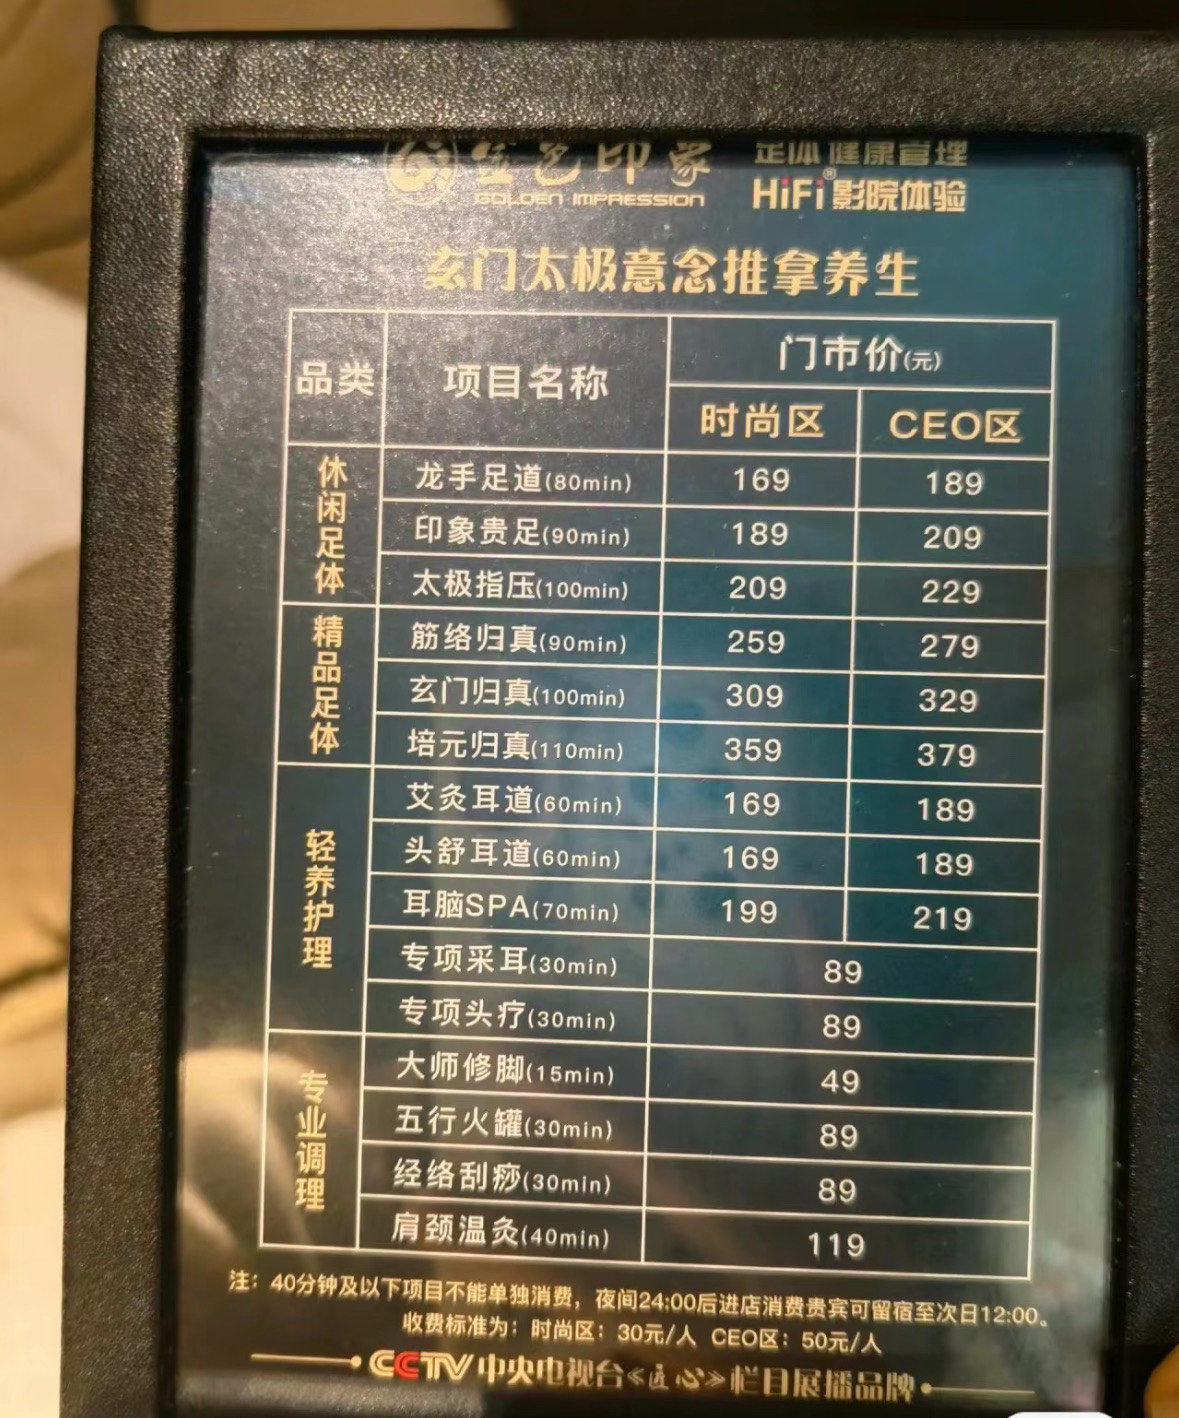 金色印象 足体健康管理
GOLDEN IMPRESSION HiFi®影院体验
玄门太极意念推拿养生
品类 项目名称 门市价(元)
时尚区 CEO区
休闲足体
龙手足道(80min) 169 189
印象贵足(90min) 189 209
太极指压(100min) 209 229
精品足体
筋络归真(90min) 259 279
玄门归真(100min) 309 329
培元归真(110min) 359 379
轻养护理
艾灸耳道(60min) 169 189
头舒耳道(60min) 169 189
耳脑SPA(70min) 199 219
专项采耳(30min) 89
专项头疗(30min) 89
专业调理
大师修脚(15min) 49
五行火罐(30min) 89
经络刮痧(30min) 89
肩颈温灸(40min) 119
注：40分钟及以下项目不能单独消费，夜间24:00后进店消费贵宾可留宿至次日12:00。
收费标准为：时尚区：30元/人 CEO区：50元/人
CCTV中央电视台《匠心》栏目展播品牌